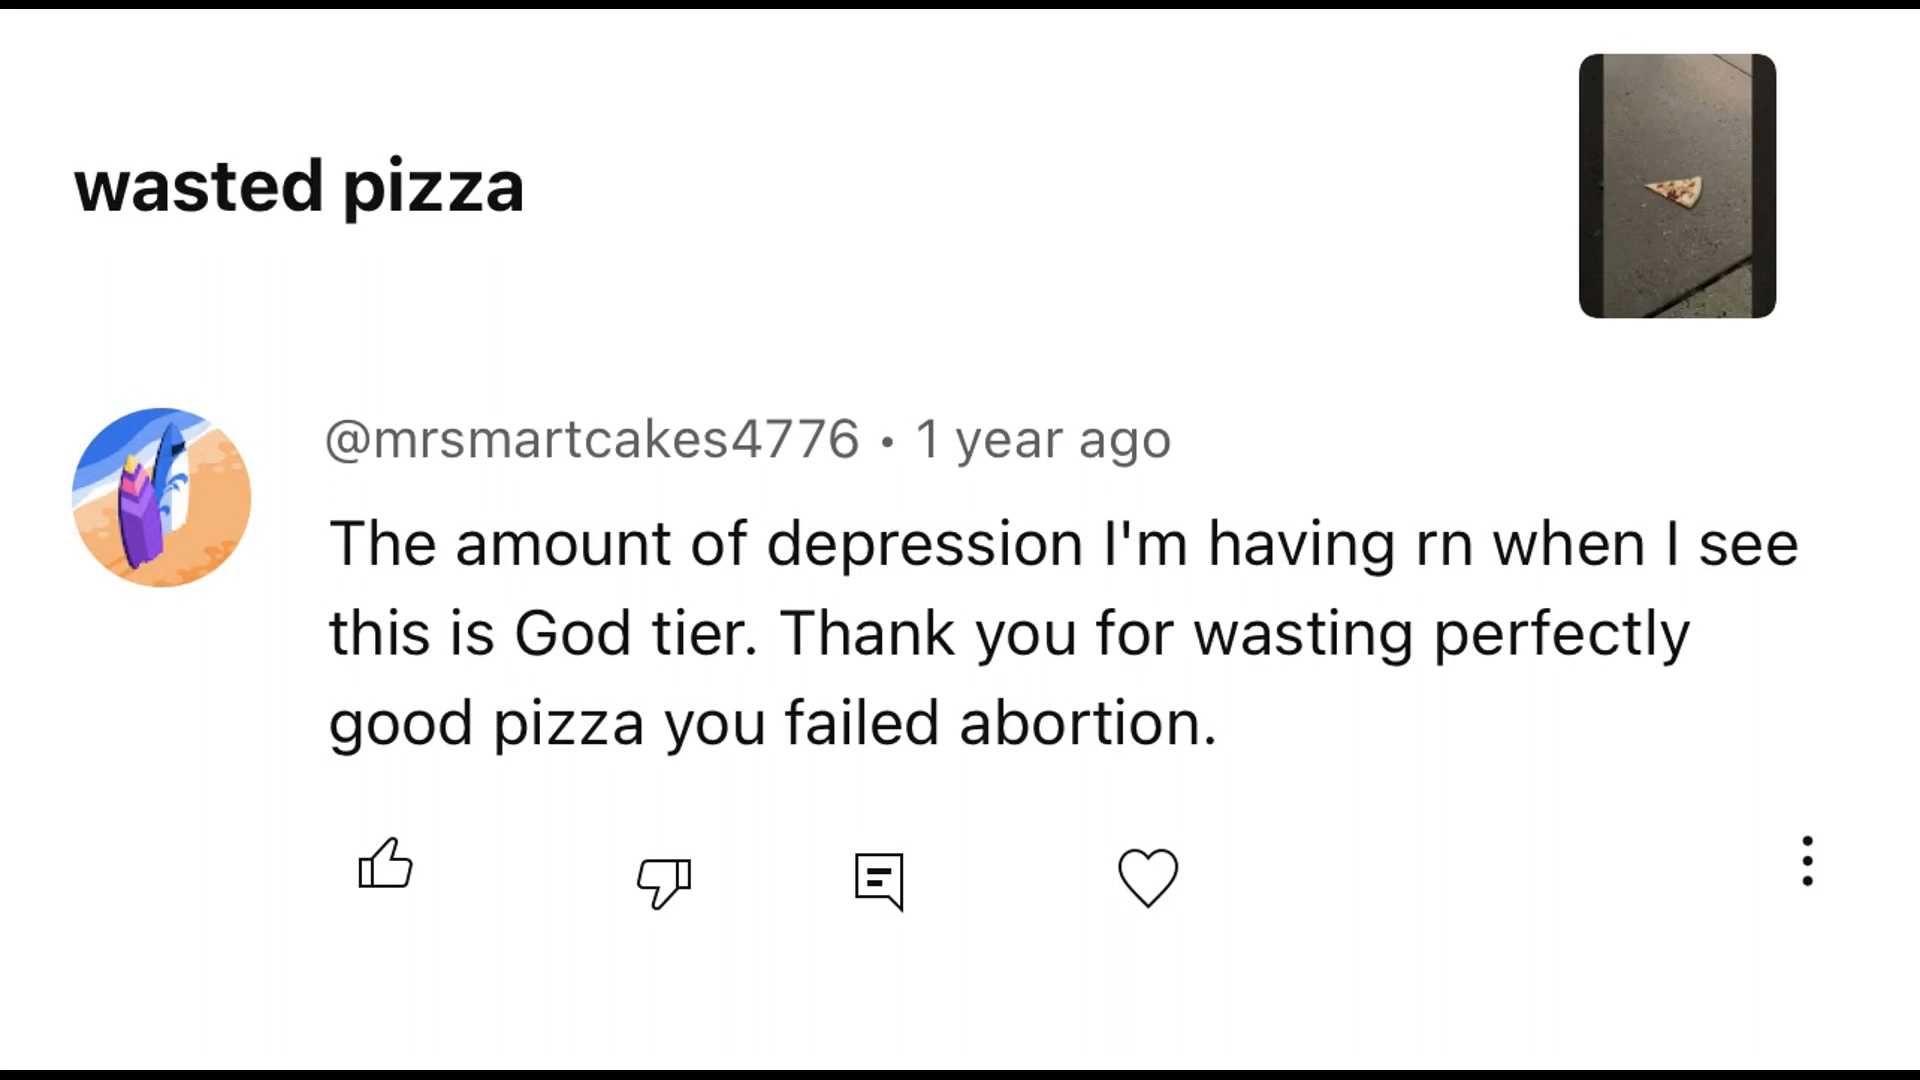 wasted pizza
@mrsmartcakes4776 • 1 year ago
The amount of depression I'm having rn when I see
this is God tier. Thank you for wasting perfectly
good pizza you failed abortion.